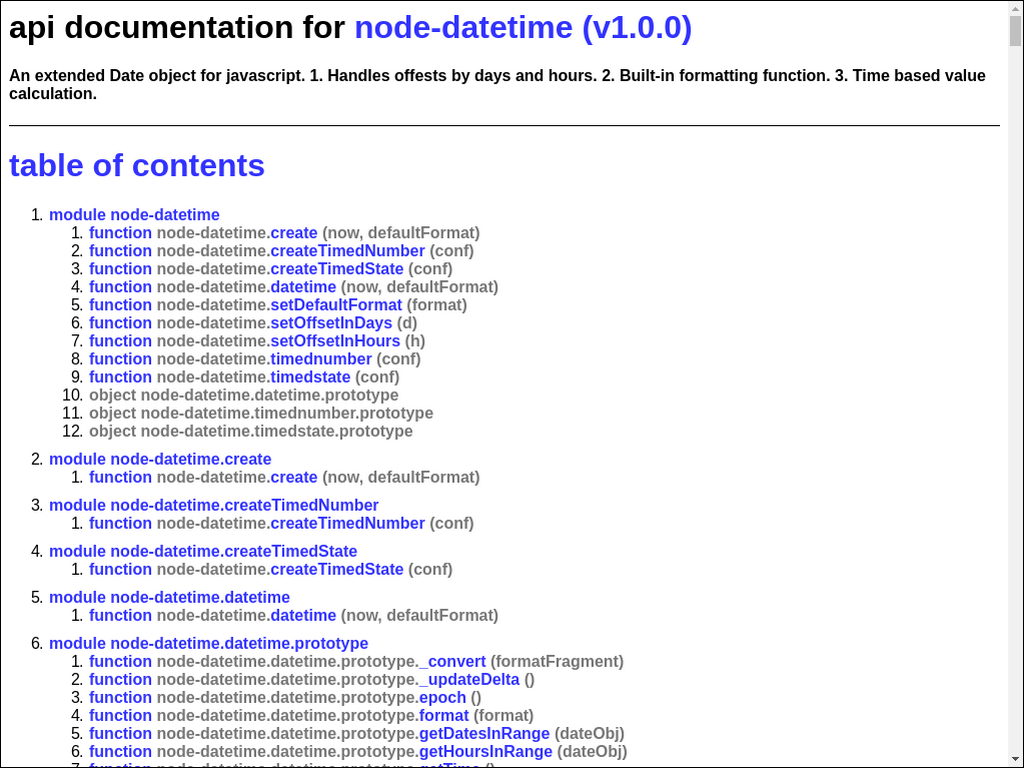 api documentation for node-datetime (v1.0.0)
An extended Date object for javascript. 1. Handles offests by days and hours. 2. Built-in formatting function. 3. Time based value
calculation.
table of contents
1. module node-datetime
1. function node-datetime.create (now, defaultFormat)
2. function node-datetime.createTimedNumber (conf)
3. function node-datetime.createTimedState (conf)
4. function node-datetime.datetime (now, defaultFormat)
5. function node-datetime.setDefaultFormat (format)
6. function node-datetime.setOffsetInDays (d)
7. function node-datetime.setOffsetInHours (h)
8. function node-datetime.timednumber (conf)
9. function node-datetime.timedstate (conf)
10. object node-datetime.datetime.prototype
11. object node-datetime.timednumber.prototype
12. object node-datetime.timedstate.prototype
2. module node-datetime.create
1. function node-datetime.create (now, defaultFormat)
3. module node-datetime.createTimedNumber
1. function node-datetime.createTimedNumber (conf)
4. module node-datetime.createTimedState
1. function node-datetime.createTimedState (conf)
5. module node-datetime.datetime
1. function node-datetime.datetime (now, defaultFormat)
6. module node-datetime.datetime.prototype
1. function node-datetime.datetime.prototype._convert (formatFragment)
2. function node-datetime.datetime.prototype._updateDelta ()
3. function node-datetime.datetime.prototype.epoch ()
4. function node-datetime.datetime.prototype.format (format)
5. function node-datetime.datetime.prototype.getDatesInRange (dateObj)
6. function node-datetime.datetime.prototype.getHoursInRange (dateObj)
7. function node-datetime.datetime.prototype.getTime ()